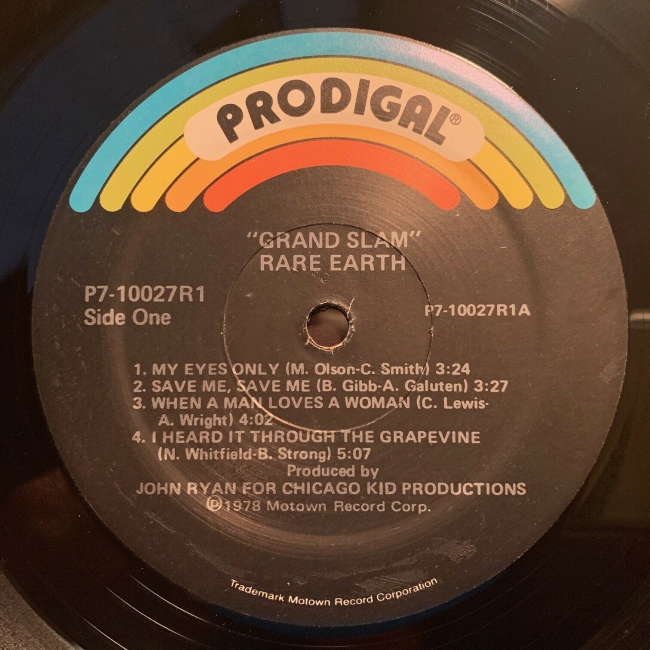 PRODIGAL®
"GRAND SLAM"
RARE EARTH
P7-10027R1
Side One
P7-10027R1A
1. MY EYES ONLY (M. Olson-C. Smith) 3:24
2. SAVE ME, SAVE ME (B. Gibb-A. Galuten) 3:27
3. WHEN A MAN LOVES A WOMAN (C. Lewis-
A. Wright) 4:02
4. I HEARD IT THROUGH THE GRAPEVINE
(N. Whitfield-B. Strong) 5:07
Produced by
JOHN RYAN FOR CHICAGO KID PRODUCTIONS
℗1978 Motown Record Corp.
Trademark Motown Record Corporation